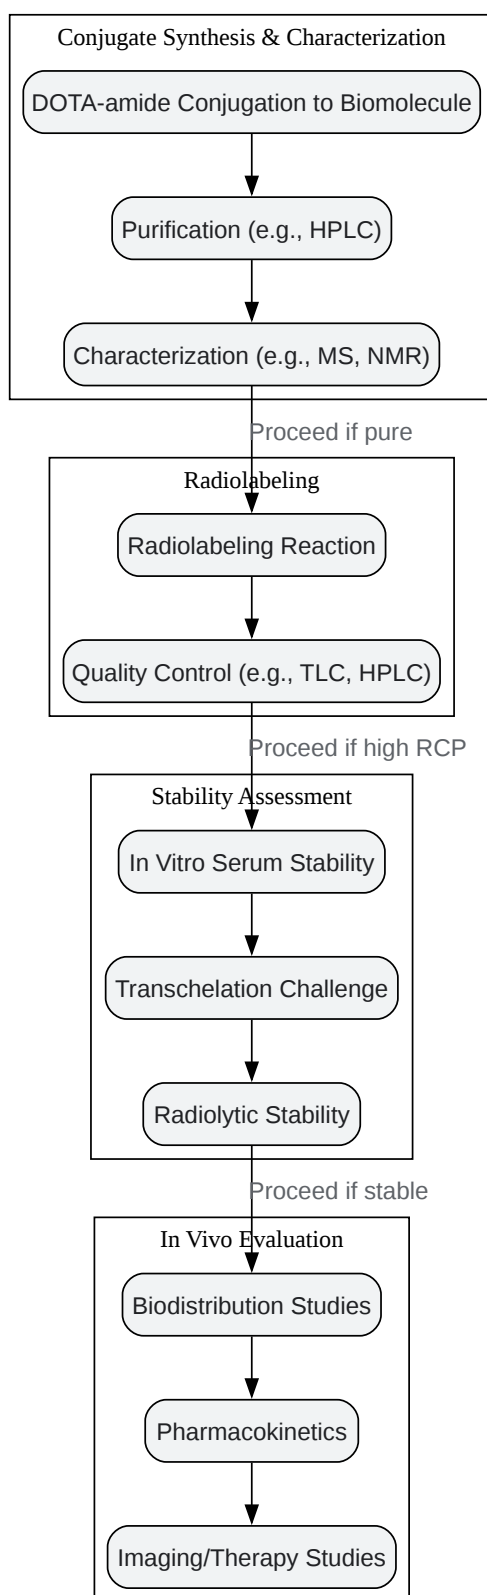 Conjugate Synthesis & Characterization
DOTA-amide Conjugation to Biomolecule
Purification (e.g., HPLC)
Characterization (e.g., MS, NMR)
Proceed if pure
Radiolabeling
Radiolabeling Reaction
Quality Control (e.g., TLC, HPLC)
Proceed if high RCP
Stability Assessment
In Vitro Serum Stability
Transchelation Challenge
Radiolytic Stability
Proceed if stable
In Vivo Evaluation
Biodistribution Studies
Pharmacokinetics
Imaging/Therapy Studies